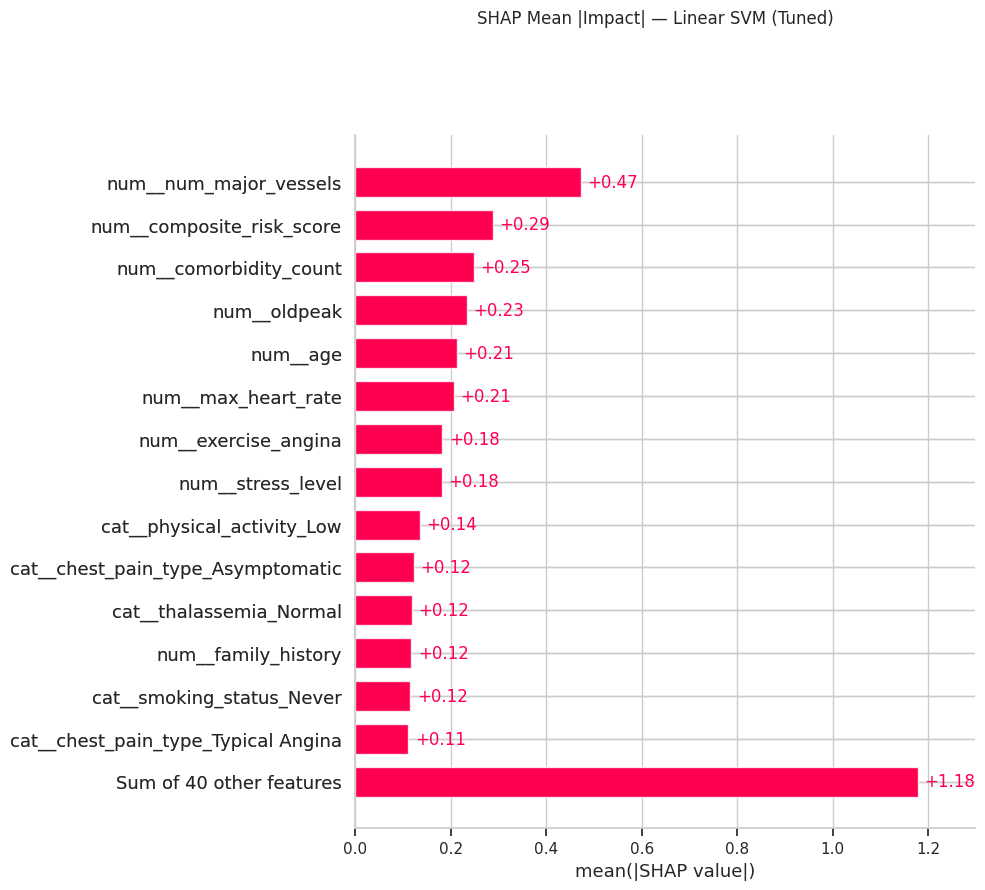 SHAP Mean |Impact| — Linear SVM (Tuned)
num__num_major_vessels +0.47
num__composite_risk_score +0.29
num__comorbidity_count +0.25
num__oldpeak +0.23
num__age +0.21
num__max_heart_rate +0.21
num__exercise_angina +0.18
num__stress_level +0.18
cat__physical_activity_Low +0.14
cat__chest_pain_type_Asymptomatic +0.12
cat__thalassemia_Normal +0.12
num__family_history +0.12
cat__smoking_status_Never +0.12
cat__chest_pain_type_Typical Angina +0.11
Sum of 40 other features +1.18
0.0 0.2 0.4 0.6 0.8 1.0 1.2
mean(|SHAP value|)